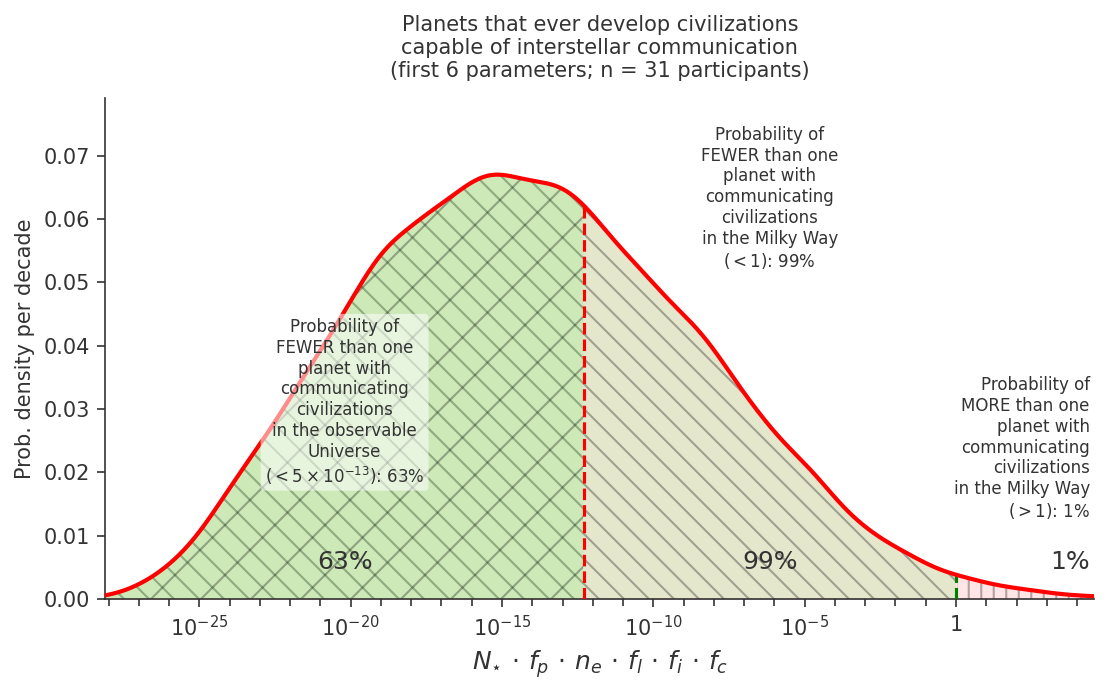 Planets that ever develop civilizations
capable of interstellar communication
(first 6 parameters; n = 31 participants)
Prob. density per decade
0.07
0.06
0.05
0.04
0.03
0.02
0.01
0.00
Probability of
FEWER than one
planet with
communicating
civilizations
in the Milky Way
(<1): 99%
Probability of
FEWER than one
planet with
communicating
civilizations
in the observable
Universe
(<5 × 10⁻¹³): 63%
Probability of
MORE than one
planet with
communicating
civilizations
in the Milky Way
(>1): 1%
63%
99%
1%
10⁻²⁵
10⁻²⁰
10⁻¹⁵
10⁻¹⁰
10⁻⁵
1
N⋆ · f_p · n_e · f_l · f_i · f_c